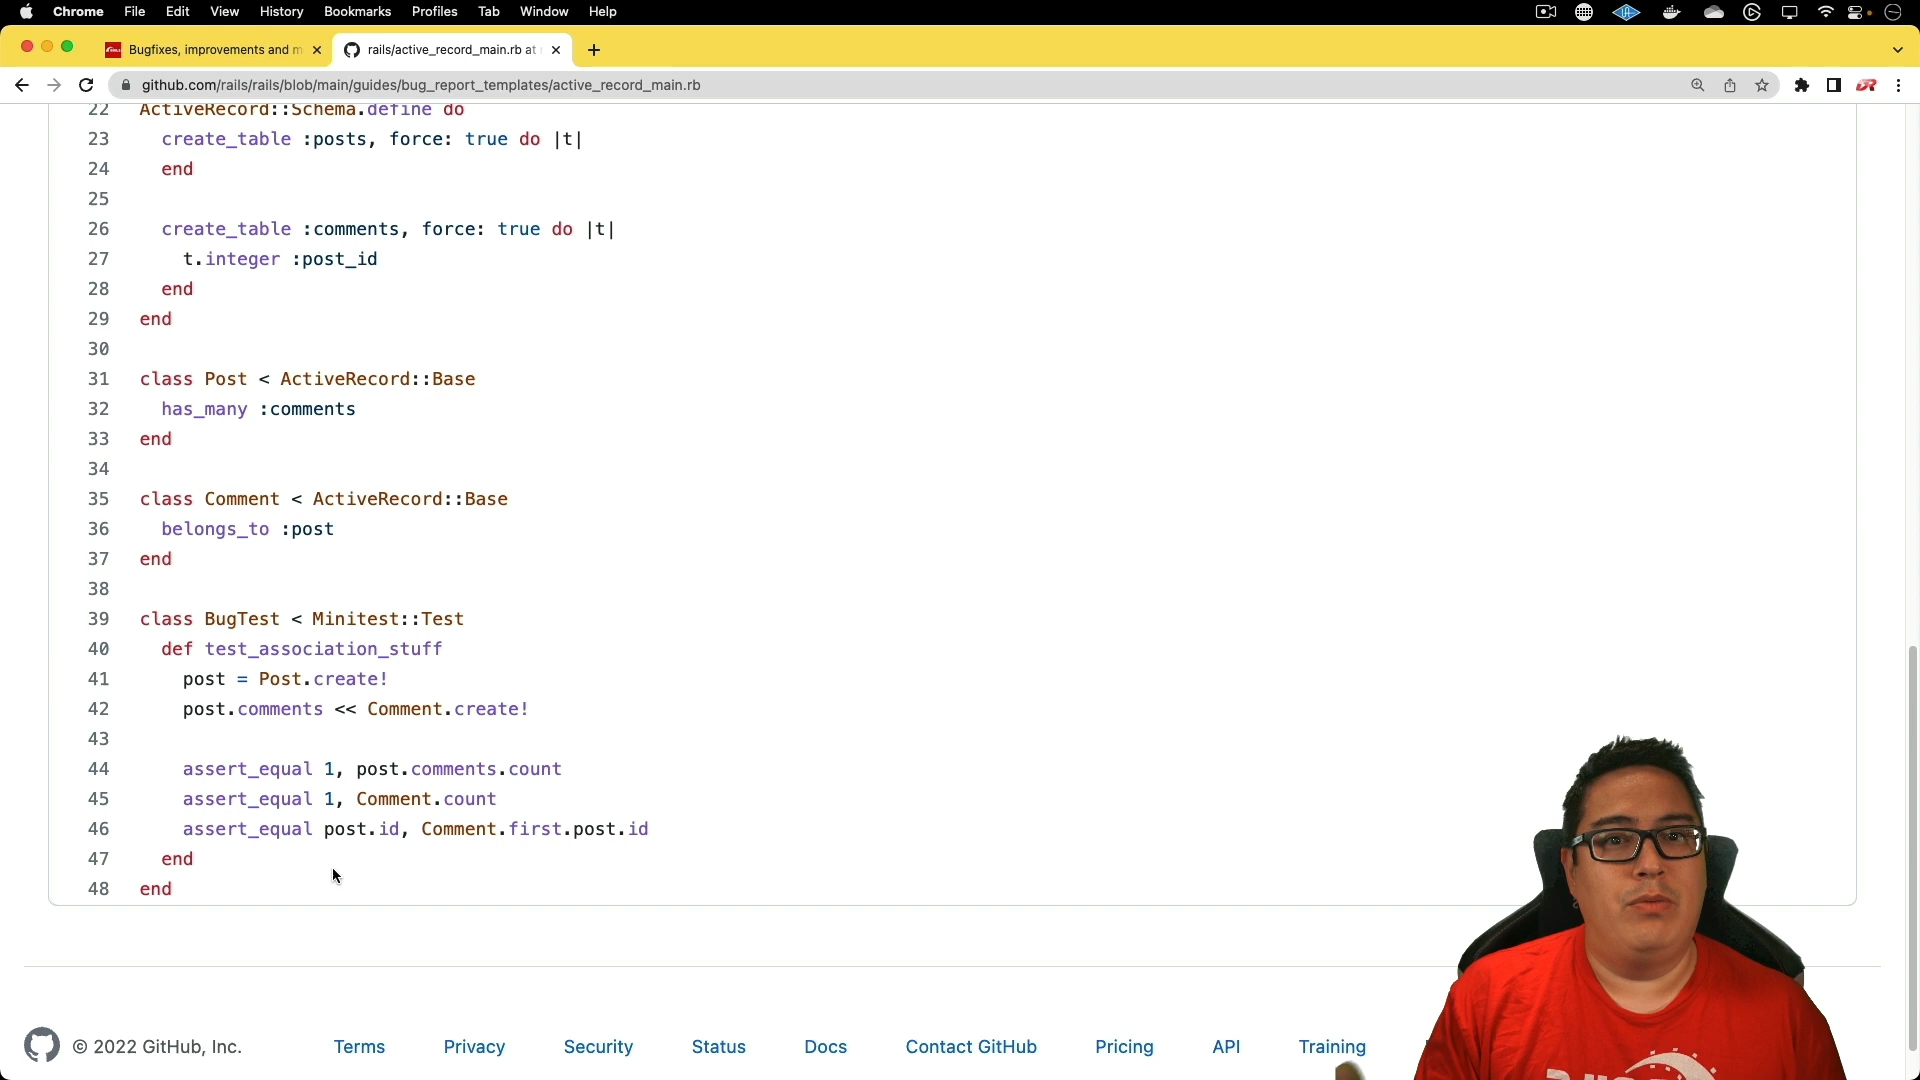 Chrome File Edit View History Bookmarks Profiles Tab Window Help
Bugfixes, improvements and m
rails/active_record_main.rb at
github.com/rails/rails/blob/main/guides/bug_report_templates/active_record_main.rb
22 ActiveRecord::Schema.define do
23   create_table :posts, force: true do |t|
24   end
25
26   create_table :comments, force: true do |t|
27     t.integer :post_id
28   end
29 end
30
31 class Post < ActiveRecord::Base
32   has_many :comments
33 end
34
35 class Comment < ActiveRecord::Base
36   belongs_to :post
37 end
38
39 class BugTest < Minitest::Test
40   def test_association_stuff
41     post = Post.create!
42     post.comments << Comment.create!
43
44     assert_equal 1, post.comments.count
45     assert_equal 1, Comment.count
46     assert_equal post.id, Comment.first.post.id
47   end
48 end
© 2022 GitHub, Inc. Terms Privacy Security Status Docs Contact GitHub Pricing API Training